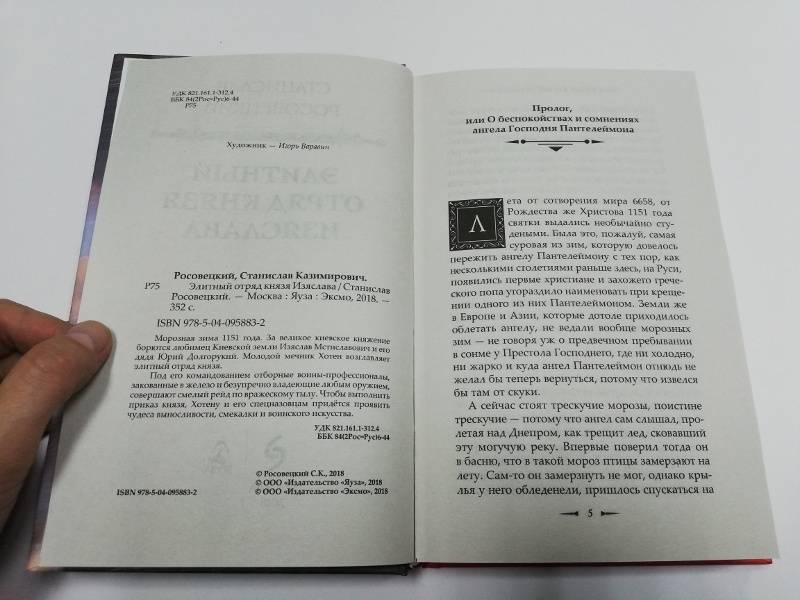 УДК 821.161.1-312.4
ББК 84(2Рос=Рус)6-44
Р75
Художник — Игорь Варавин
Росовецкий, Станислав Казимирович.
Р75 Элитный отряд князя Изяслава / Станислав
Росовецкий. — Москва : Яуза : Эксмо, 2018. —
352 с.
ISBN 978-5-04-095883-2
Морозная зима 1151 года. За великое киевское княжение
борются любимец Киевской земли Изяслав Мстиславович и его
дядя Юрий Долгорукий. Молодой мечник Хотен возглавляет
элитный отряд князя.
Под его командованием отборные воины-профессионалы,
закованные в железо и безупречно владеющие любым оружием,
совершают смелый рейд по вражескому тылу. Чтобы выполнить
приказ князя, Хотену и его спецназовцам придётся проявить
чудеса выносливости, смекалки и воинского искусства.
УДК 821.161.1-312.4
ББК 84(2Рос=Рус)6-44
© Росовецкий С.К., 2018
© ООО «Издательство «Яуза», 2018
ISBN 978-5-04-095883-2 © ООО «Издательство «Эксмо», 2018
Пролог,
или О беспокойствах и сомнениях
ангела Господня Пантелеймона
Лета от сотворения мира 6658, от
Рождества же Христова 1151 года
святки выдались необычайно сту-
деными. Была это, пожалуй, самая
суровая из зим, которую довелось
пережить ангелу Пантелеймону с тех пор, как
несколькими столетиями раньше здесь, на Руси,
появились первые христиане и захожего грече-
ского попа угораздило наименовать при креще-
нии одного из них Пантелеймоном. Земли же
в Европе и Азии, которые дотоле приходилось
облетать ангелу, не ведали вообще морозных
зим — не говоря уж о предвечном пребывании
в сонме у Престола Господнего, где ни холодно,
ни жарко и куда ангел Пантелеймон отнюдь не
желал бы теперь вернуться, потому что извелся
бы там от скуки.
А сейчас стоят трескучие морозы, поистине
трескучие — потому что ангел сам слышал, про-
летая над Днепром, как трещит лед, сковавший
эту могучую реку. Впервые поверил тогда он
в басню, что в такой мороз птицы замерзают на
лету. Сам-то он замерзнуть не мог, однако кры-
лья у него обледенели, пришлось спускаться на
5